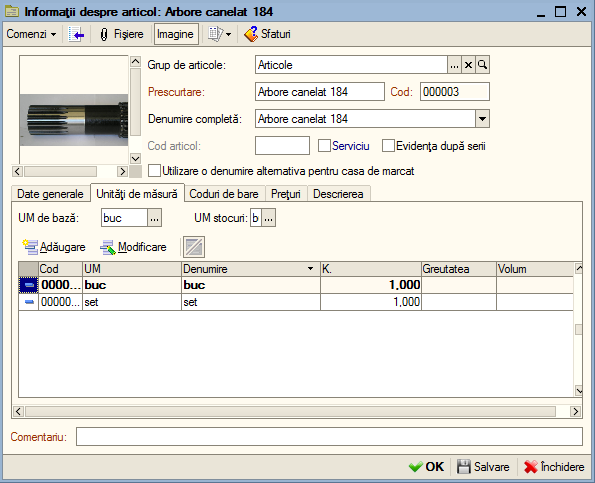 Informaţii despre articol: Arbore canelat 184
Comenzi Fişiere Imagine Sfaturi
Grup de articole: Articole ...
Prescurtare: Arbore canelat 184 Cod: 000003
Denumire completă: Arbore canelat 184
Cod articol: Serviciu Evidenţa după serii
Utilizare o denumire alternativa pentru casa de marcat
Date generale Unităţi de măsură Coduri de bare Preţuri Descrierea
UM de bază: buc ... UM stocuri: b ...
Adăugare Modificare
Cod UM Denumire K. Greutatea Volum
0000... buc buc 1,000
00000... set set 1,000
Comentariu:
OK Salvare Închidere